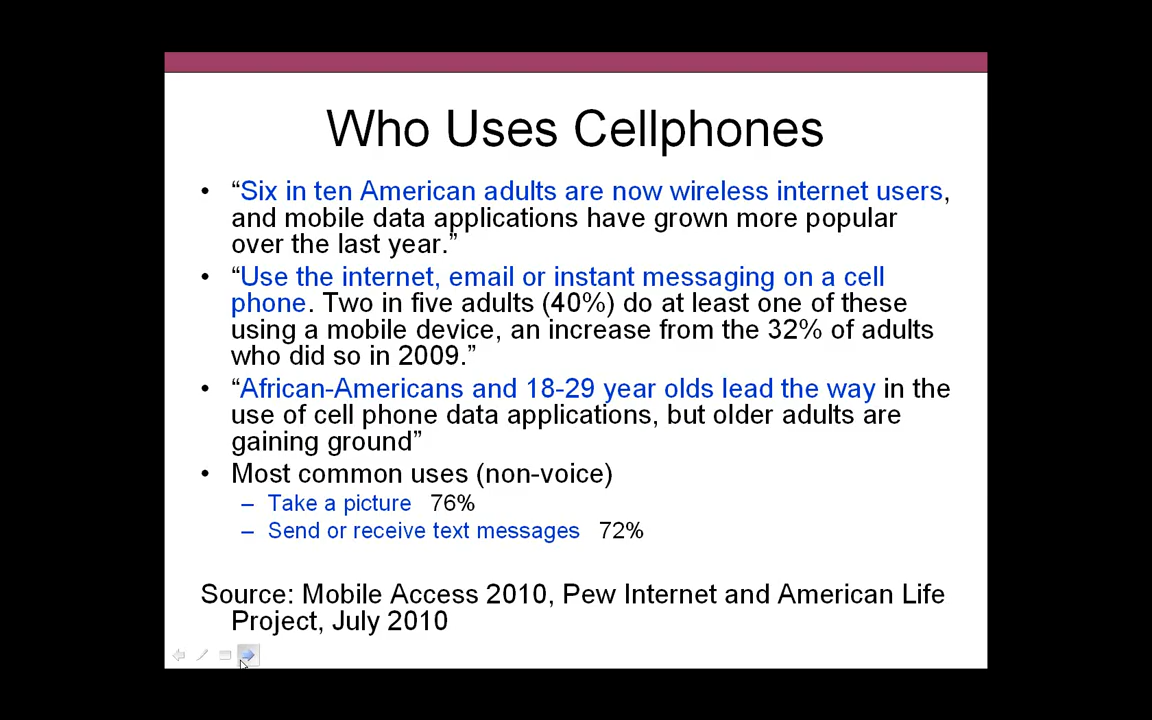 Who Uses Cellphones
• “Six in ten American adults are now wireless internet users,
and mobile data applications have grown more popular
over the last year.”
• “Use the internet, email or instant messaging on a cell
phone. Two in five adults (40%) do at least one of these
using a mobile device, an increase from the 32% of adults
who did so in 2009.”
• “African-Americans and 18-29 year olds lead the way in the
use of cell phone data applications, but older adults are
gaining ground”
• Most common uses (non-voice)
– Take a picture 76%
– Send or receive text messages 72%
Source: Mobile Access 2010, Pew Internet and American Life
Project, July 2010